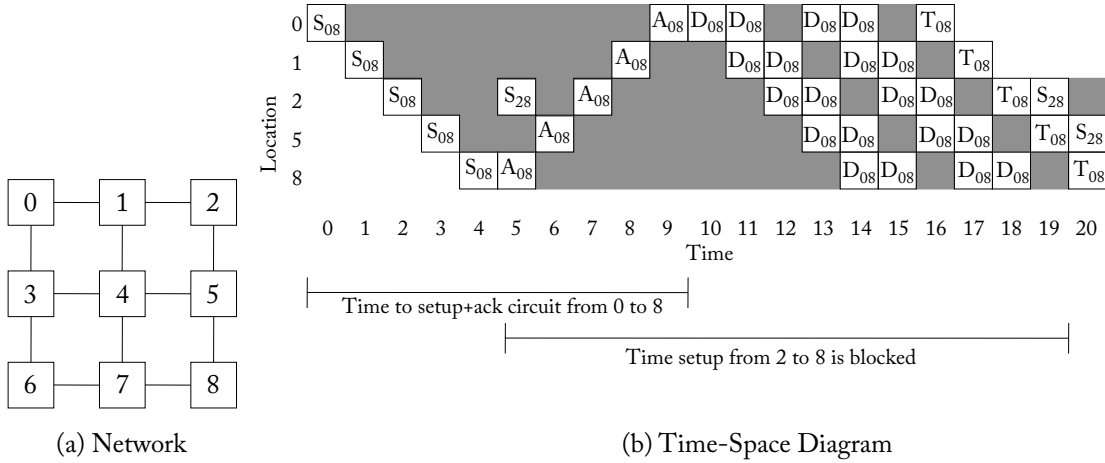 0 S08 A08 D08 D08 D08 D08 T08
1 S08 A08 D08 D08 D08 D08 T08
2 S08 S28 A08 D08 D08 D08 D08 T08 S28
5 S08 A08 D08 D08 D08 D08 T08 S28
8 S08 A08 D08 D08 D08 D08 T08
Location
0 1 2 3 4 5 6 7 8 9 10 11 12 13 14 15 16 17 18 19 20
Time
Time to setup+ack circuit from 0 to 8
Time setup from 2 to 8 is blocked
0 1 2
3 4 5
6 7 8
(a) Network
(b) Time-Space Diagram